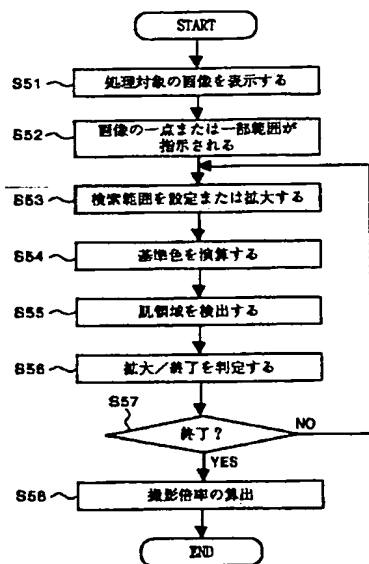 START
S51
処理対象の画像を表示する
S52
画像の一点または一部範囲が
指示される
S53
検索範囲を設定または拡大する
S54
基準色を演算する
S55
肌領域を検出する
S56
拡大/終了を判定する
S57
終了?
NO
YES
S58
撮影倍率の算出
END